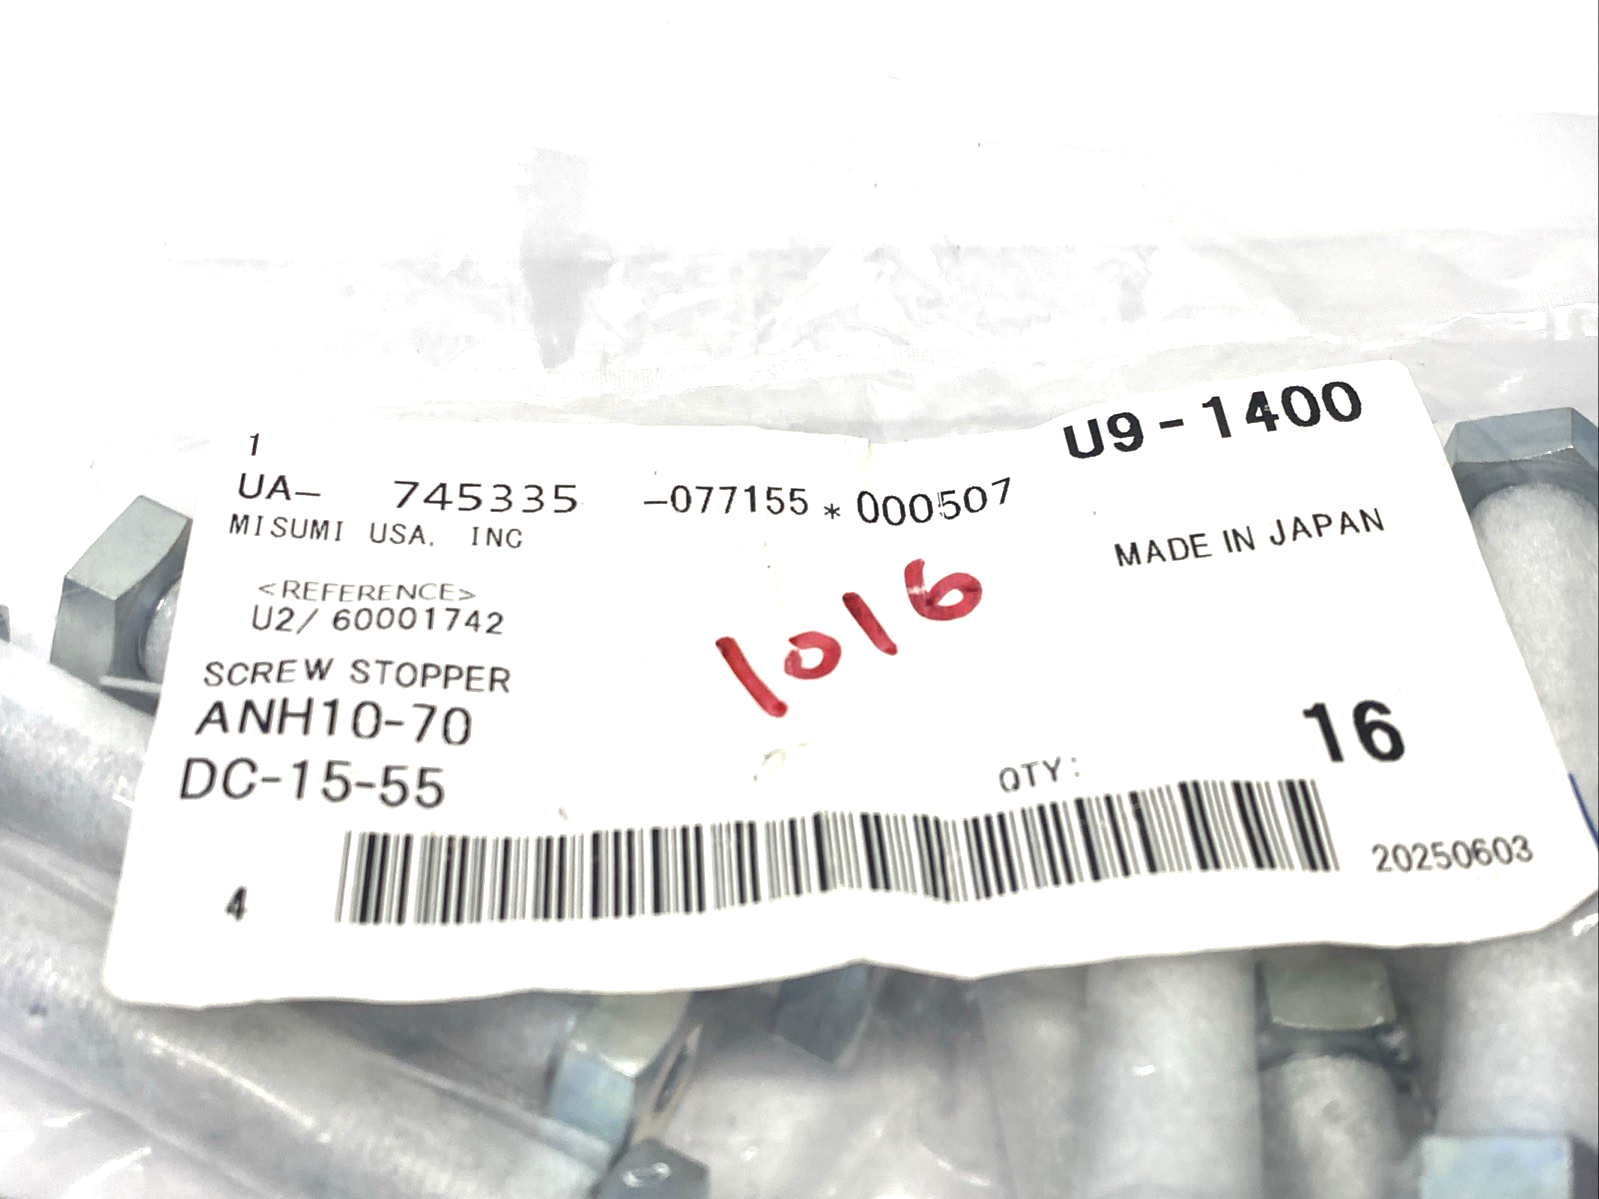 1
U9-1400
UA- 745335 -077155*000507
MISUMI USA. INC
MADE IN JAPAN
<REFERENCE>
U2/ 60001742
1016
SCREW STOPPER
ANH10-70
DC-15-55
QTY: 16
4
20250603